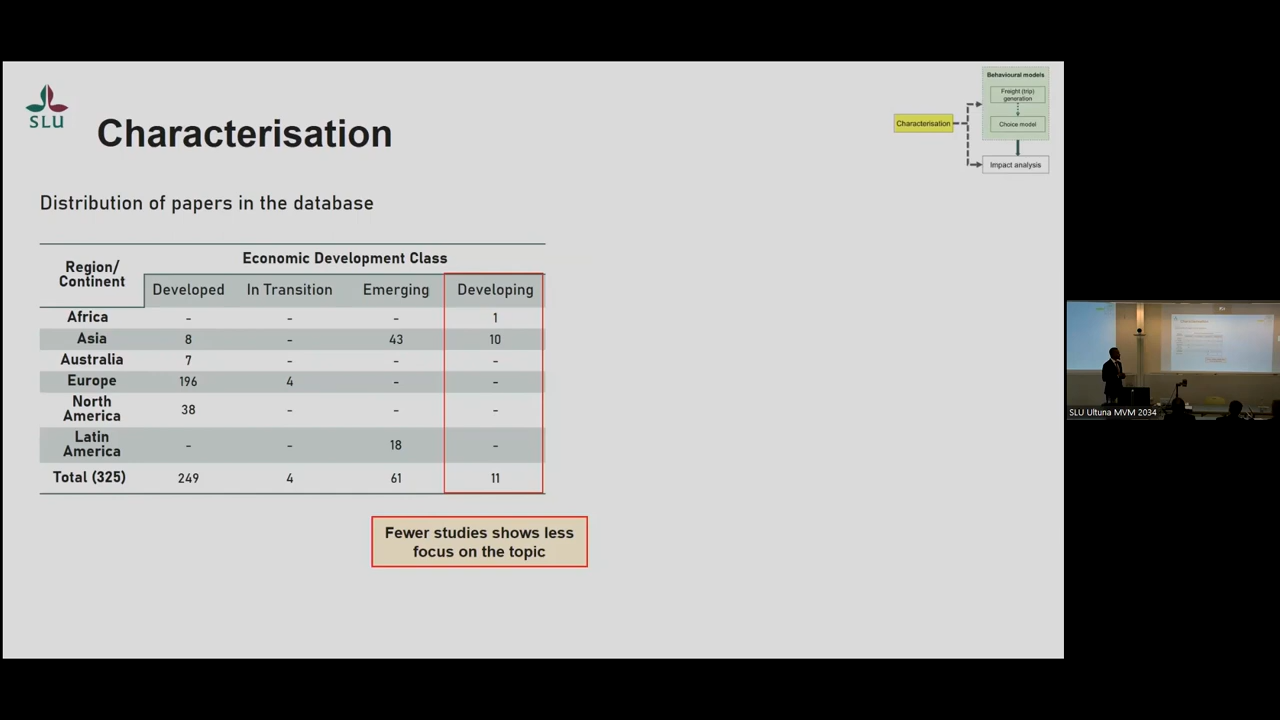 SLU
Characterisation
Behavioural models
Freight (trip)
generation
Characterisation
Choice model
Impact analysis
Distribution of papers in the database
Region/
Continent
Economic Development Class
Developed In Transition Emerging Developing
Africa - - - 1
Asia 8 - 43 10
Australia 7 - - -
Europe 196 4 - -
North
America 38 - - -
Latin
America - - 18 -
Total (325) 249 4 61 11
Fewer studies shows less
focus on the topic
SLU Ultuna MVM 2034